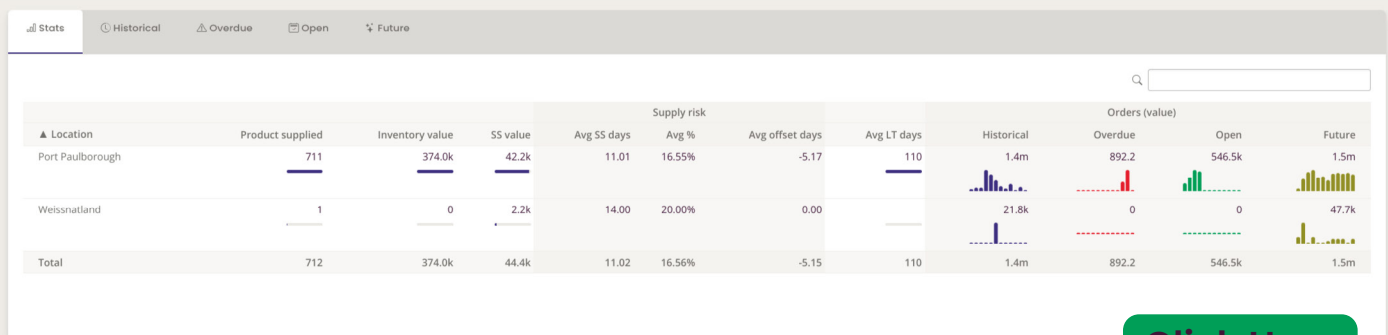 Stats Historical Overdue Open Future
Supply risk Orders (value)
▲ Location Product supplied Inventory value SS value Avg SS days Avg % Avg offset days Avg LT days Historical Overdue Open Future
Port Paulborough 711 374.0k 42.2k 11.01 16.55% -5.17 110 1.4m 892.2 546.5k 1.5m
Weissnatland 1 0 2.2k 14.00 20.00% 0.00 21.8k 0 0 47.7k
Total 712 374.0k 44.4k 11.02 16.56% -5.15 110 1.4m 892.2 546.5k 1.5m